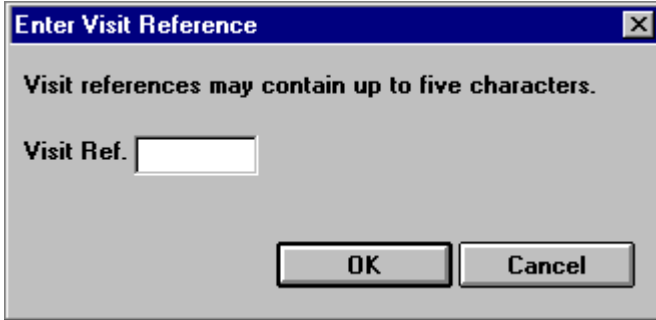 Enter Visit Reference
Visit references may contain up to five characters.
Visit Ref.
OK Cancel